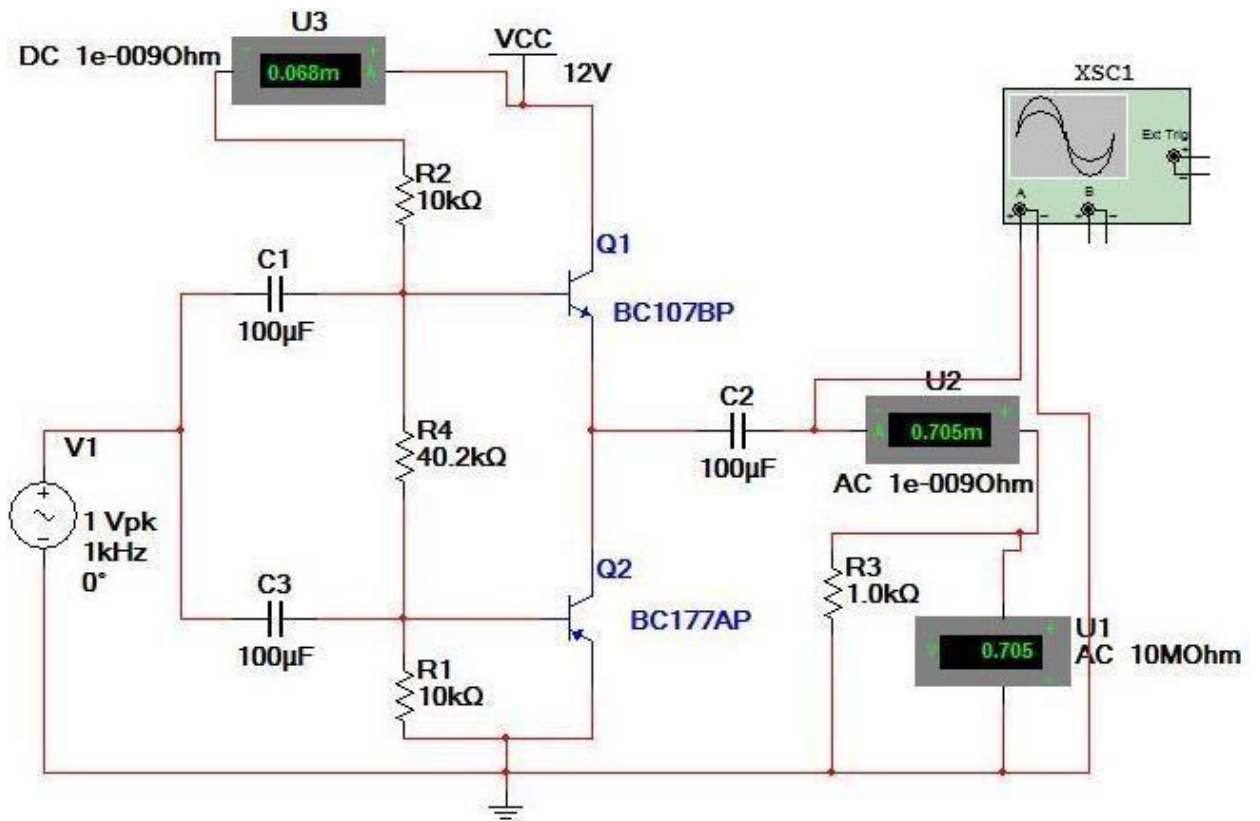 U3
DC 1e-009Ohm
- +
0.068m
A
VCC
12V
XSC1
Ext Trig
+
-
A B
+ - + -
R2
10kΩ
C1
100µF
Q1
BC107BP
C2
100µF
U2
- +
A
0.705m
AC 1e-009Ohm
R4
40.2kΩ
V1
+
-
1 Vpk
1kHz
0°
C3
100µF
Q2
BC177AP
R3
1.0kΩ
R1
10kΩ
+
V
0.705
-
U1
AC 10MOhm